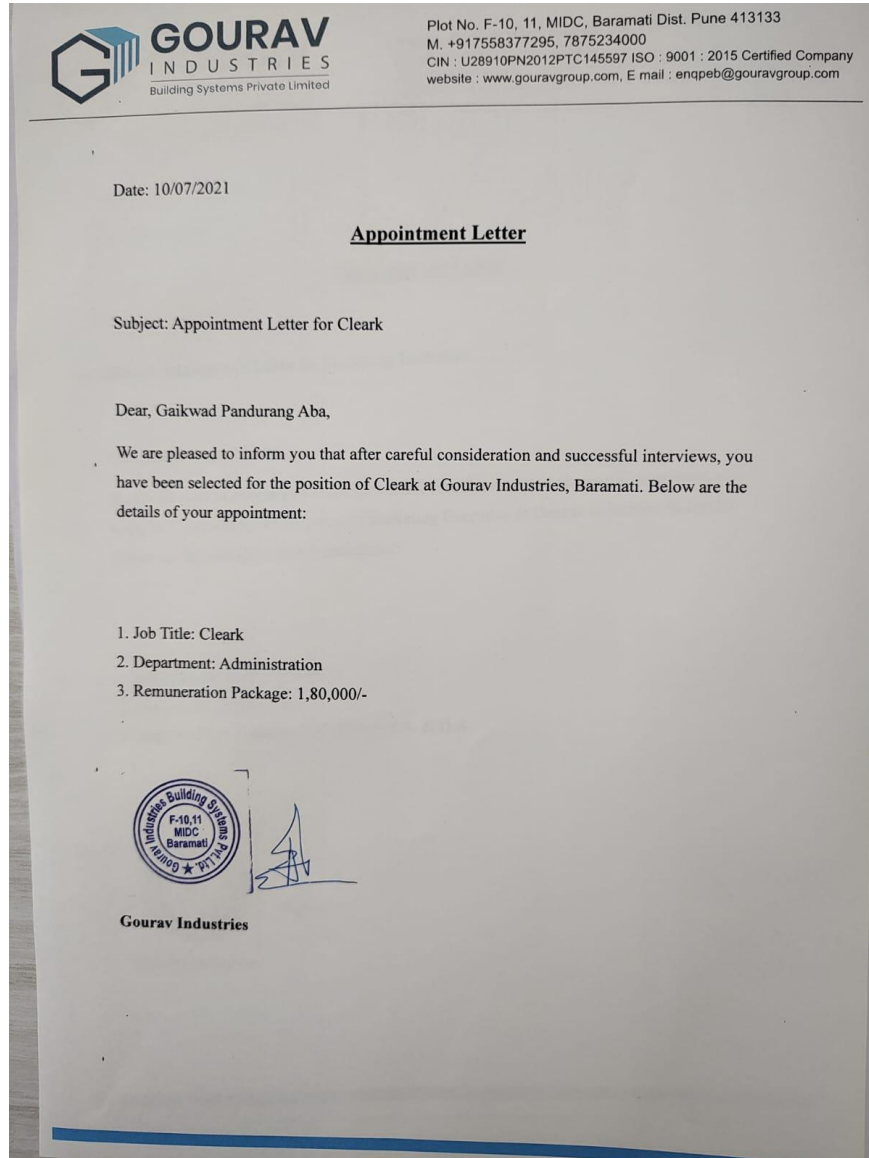 GOURAV
INDUSTRIES
Building Systems Private Limited
Plot No. F-10, 11, MIDC, Baramati Dist. Pune 413133
M. +917558377295, 7875234000
CIN : U28910PN2012PTC145597 ISO : 9001 : 2015 Certified Company
website : www.gouravgroup.com, E mail : enqpeb@gouravgroup.com
Date: 10/07/2021
Appointment Letter
Subject: Appointment Letter for Cleark
Dear, Gaikwad Pandurang Aba,
We are pleased to inform you that after careful consideration and successful interviews, you
have been selected for the position of Cleark at Gourav Industries, Baramati. Below are the
details of your appointment:
1. Job Title: Cleark
2. Department: Administration
3. Remuneration Package: 1,80,000/-
Gourav Industries Building Systems Pvt. Ltd.
F-10,11
MIDC
Baramati
Gourav Industries